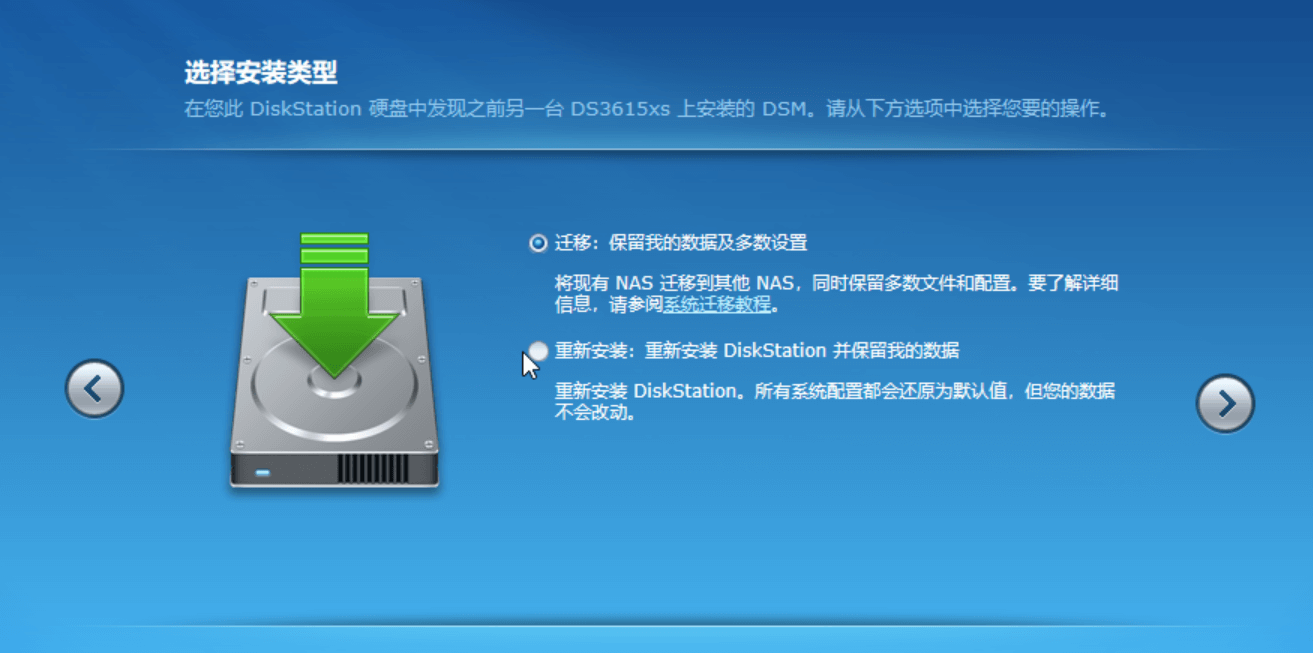 选择安装类型
在您此 DiskStation 硬盘中发现之前另一台 DS3615xs 上安装的 DSM。请从下方选项中选择您要的操作。
迁移：保留我的数据及多数设置
将现有 NAS 迁移到其他 NAS，同时保留多数文件和配置。要了解详细
信息，请参阅系统迁移教程。
重新安装：重新安装 DiskStation 并保留我的数据
重新安装 DiskStation。所有系统配置都会还原为默认值，但您的数据
不会改动。